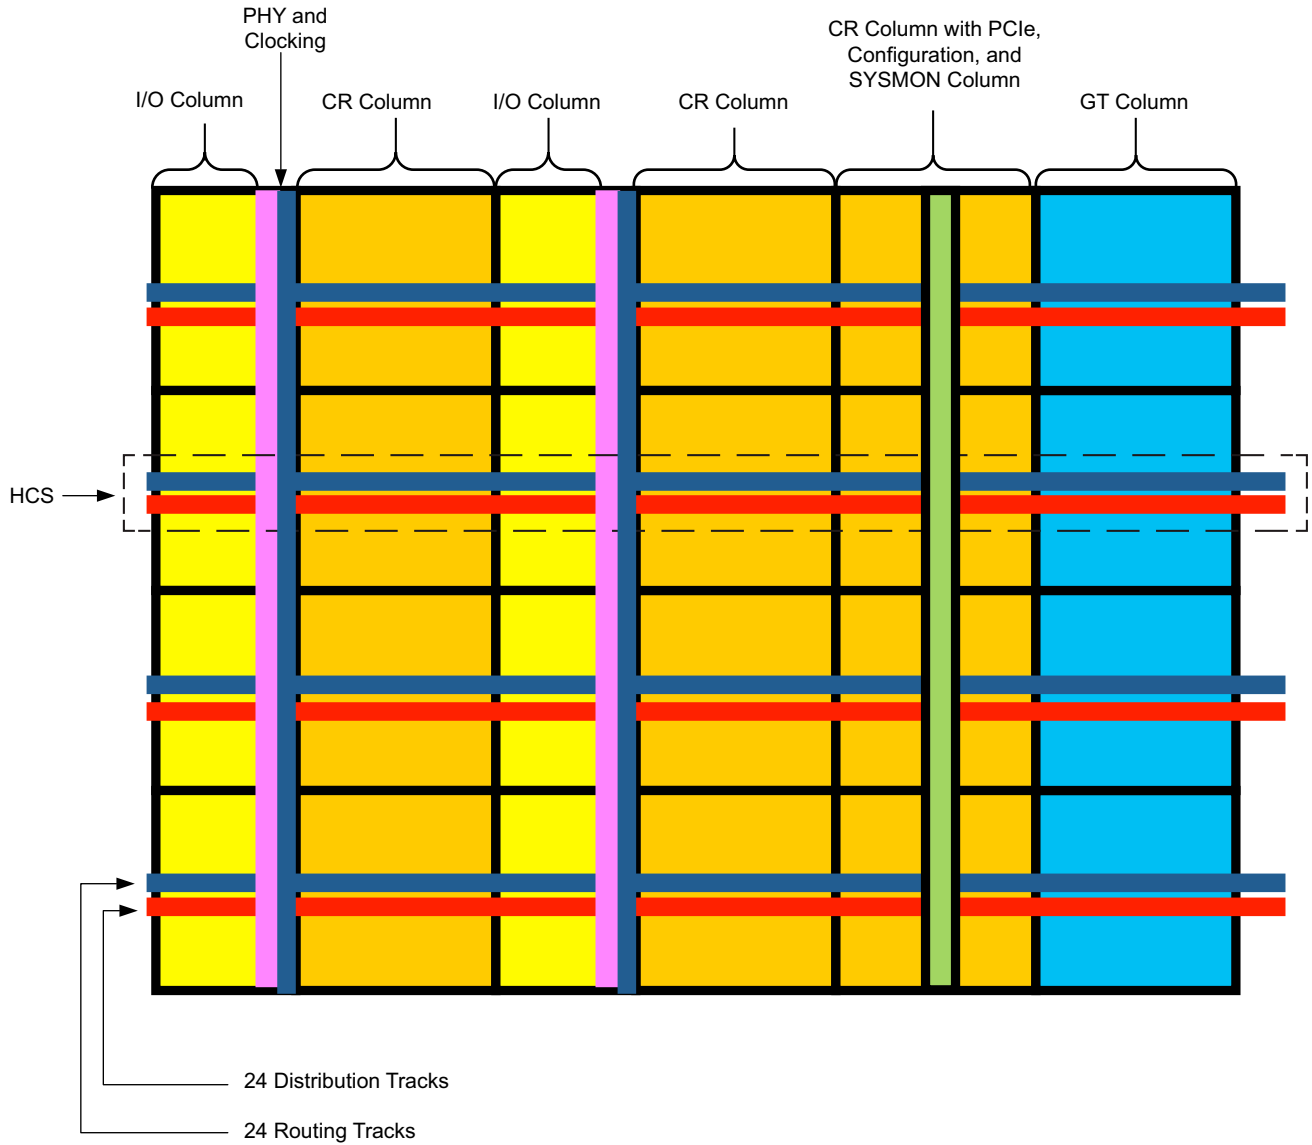 PHY and
Clocking
CR Column with PCIe,
Configuration, and
SYSMON Column
I/O Column
CR Column
I/O Column
CR Column
GT Column
HCS
24 Distribution Tracks
24 Routing Tracks